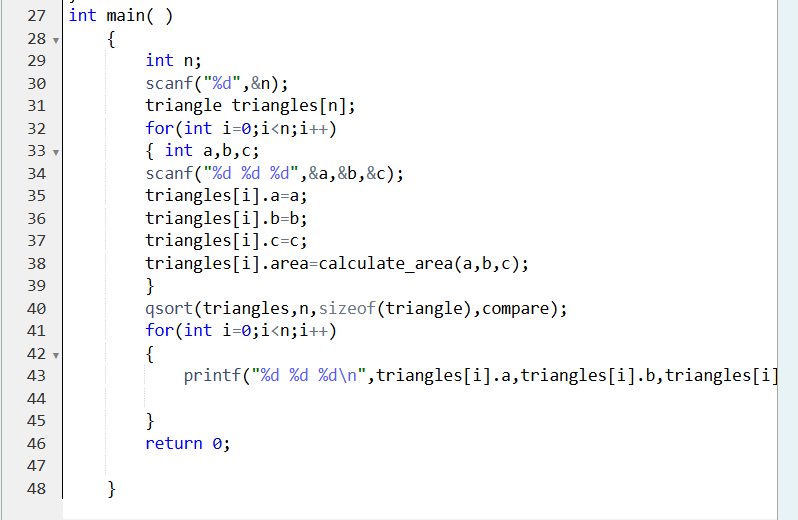 27 int main( )
28 {
29 int n;
30 scanf("%d",&n);
31 triangle triangles[n];
32 for(int i=0;i<n;i++)
33 { int a,b,c;
34 scanf("%d %d %d",&a,&b,&c);
35 triangles[i].a=a;
36 triangles[i].b=b;
37 triangles[i].c=c;
38 triangles[i].area=calculate_area(a,b,c);
39 }
40 qsort(triangles,n,sizeof(triangle),compare);
41 for(int i=0;i<n;i++)
42 {
43 printf("%d %d %d\n",triangles[i].a,triangles[i].b,triangles[i]
44
45 }
46 return 0;
47
48 }